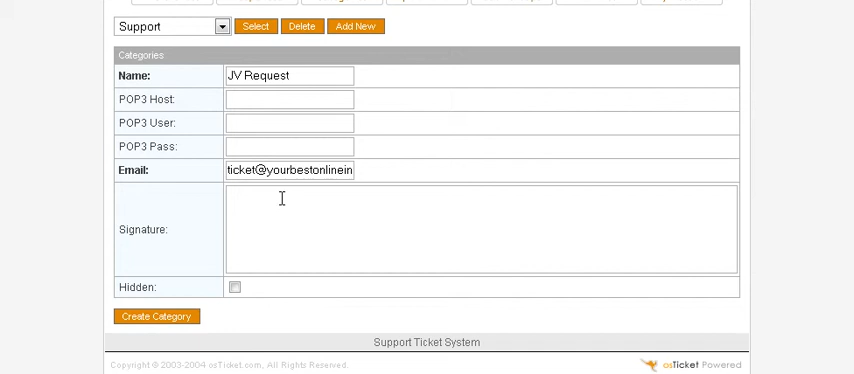 Support Select Delete Add New
Categories
Name: JV Request
POP3 Host:
POP3 User:
POP3 Pass:
Email: ticket@yourbestonlinein
Signature:
Hidden:
Create Category
Support Ticket System
Copyright © 2003-2004 osTicket.com, All Rights Reserved. osTicket Powered